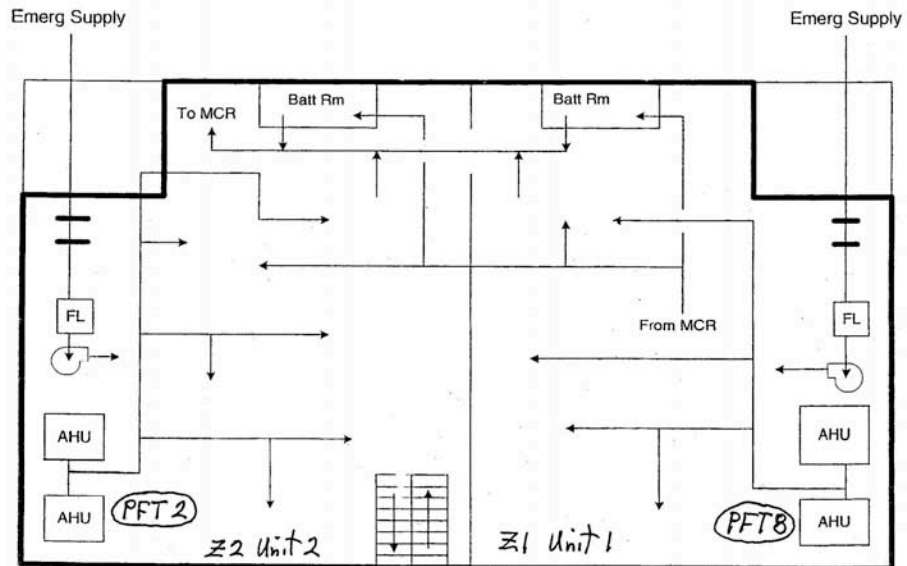 Emerg Supply
Emerg Supply
To MCR
Batt Rm
Batt Rm
FL
FL
From MCR
AHU
AHU
AHU
AHU
PFT 2
PFT 8
Z2 Unit 2
Z1 Unit 1